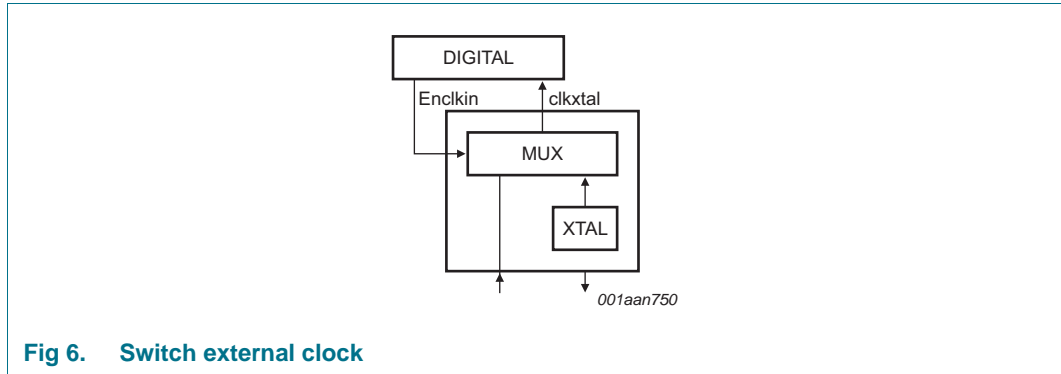 DIGITAL
Enclkin clkxtal
MUX
XTAL
001aan750
Fig 6. Switch external clock